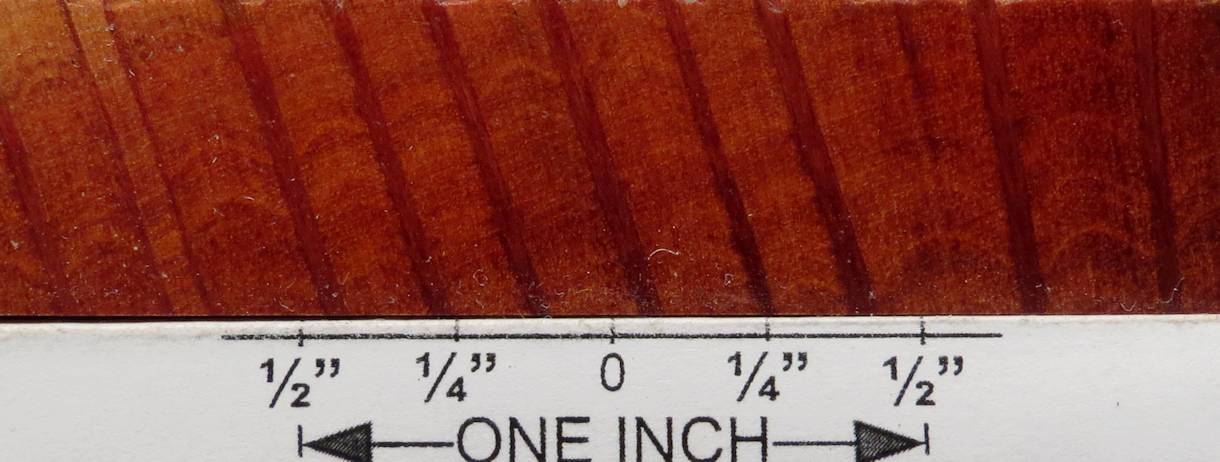 ½” ¼” 0 ¼” ½”
ONE INCH